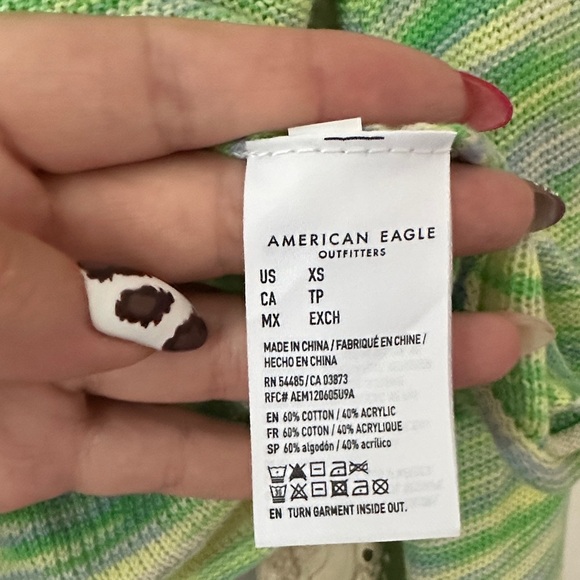 AMERICAN EAGLE
OUTFITTERS
US XS
CA TP
MX EXCH
MADE IN CHINA / FABRIQUÉ EN CHINE /
HECHO EN CHINA
RN 54485 / CA 03873
RFC# AEM120605U9A
EN 60% COTTON / 40% ACRYLIC
FR 60% COTON / 40% ACRYLIQUE
SP 60% algodón / 40% acrílico
EN TURN GARMENT INSIDE OUT.